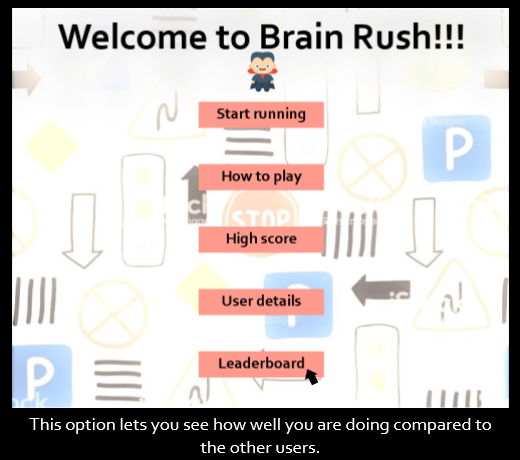 Welcome to Brain Rush!!!
Start running
P
How to play
STOP
High score
User details
P
Leaderboard
P
This option lets you see how well you are doing compared to
the other users.